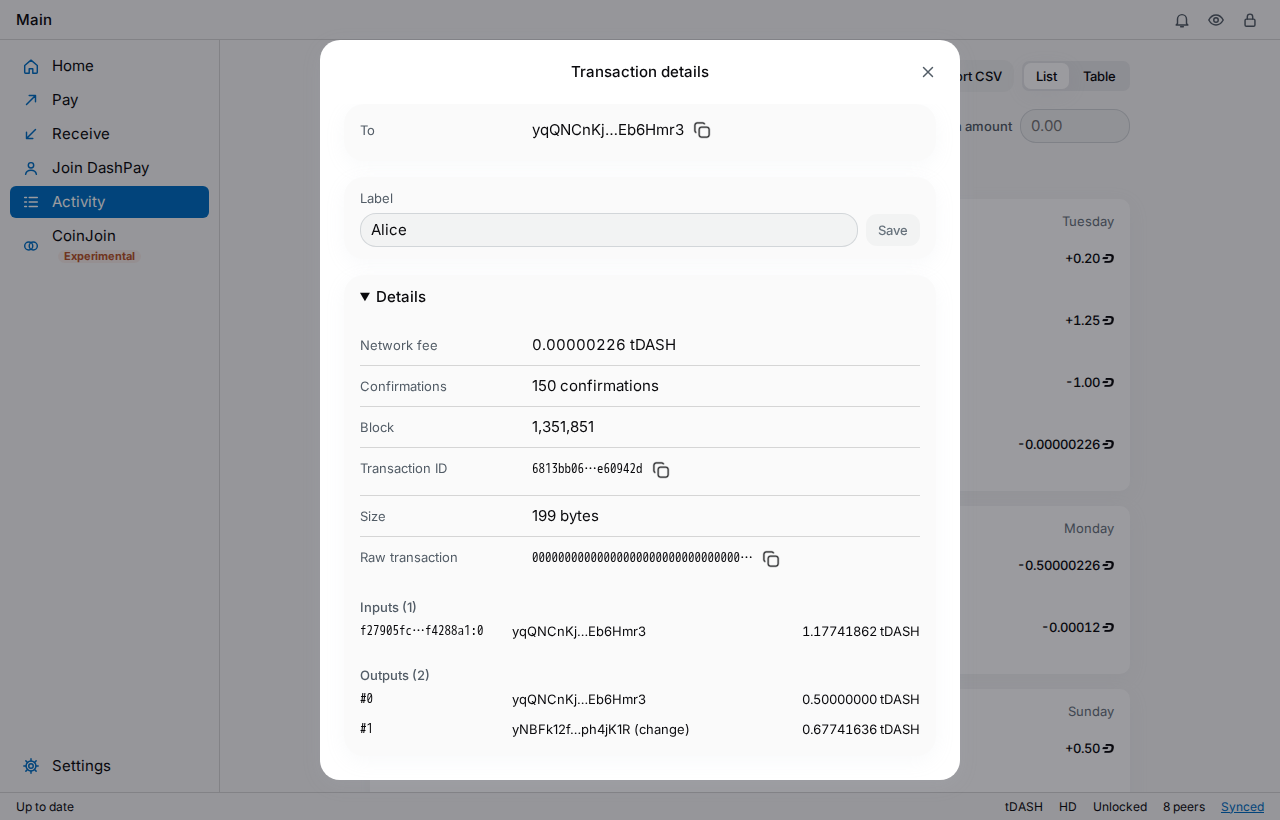 Main
Home
Pay
Receive
Join DashPay
Activity
CoinJoin
Experimental
Settings
Transaction details
To
yqQNCnKj...Eb6Hmr3
Label
Alice
Save
▼ Details
Network fee 0.00000226 tDASH
Confirmations 150 confirmations
Block 1,351,851
Transaction ID 6813bb06···e60942d
Size 199 bytes
Raw transaction 00000000000000000000000000000000···
Inputs (1)
f27905fc···f4288a1:0 yqQNCnKj...Eb6Hmr3 1.17741862 tDASH
Outputs (2)
#0 yqQNCnKj...Eb6Hmr3 0.50000000 tDASH
#1 yNBFk12f...ph4jK1R (change) 0.67741636 tDASH
CSV
List
Table
amount
0.00
Tuesday
+0.20
+1.25
-1.00
-0.00000226
Monday
-0.50000226
-0.00012
Sunday
+0.50
Up to date
tDASH HD Unlocked 8 peers Synced